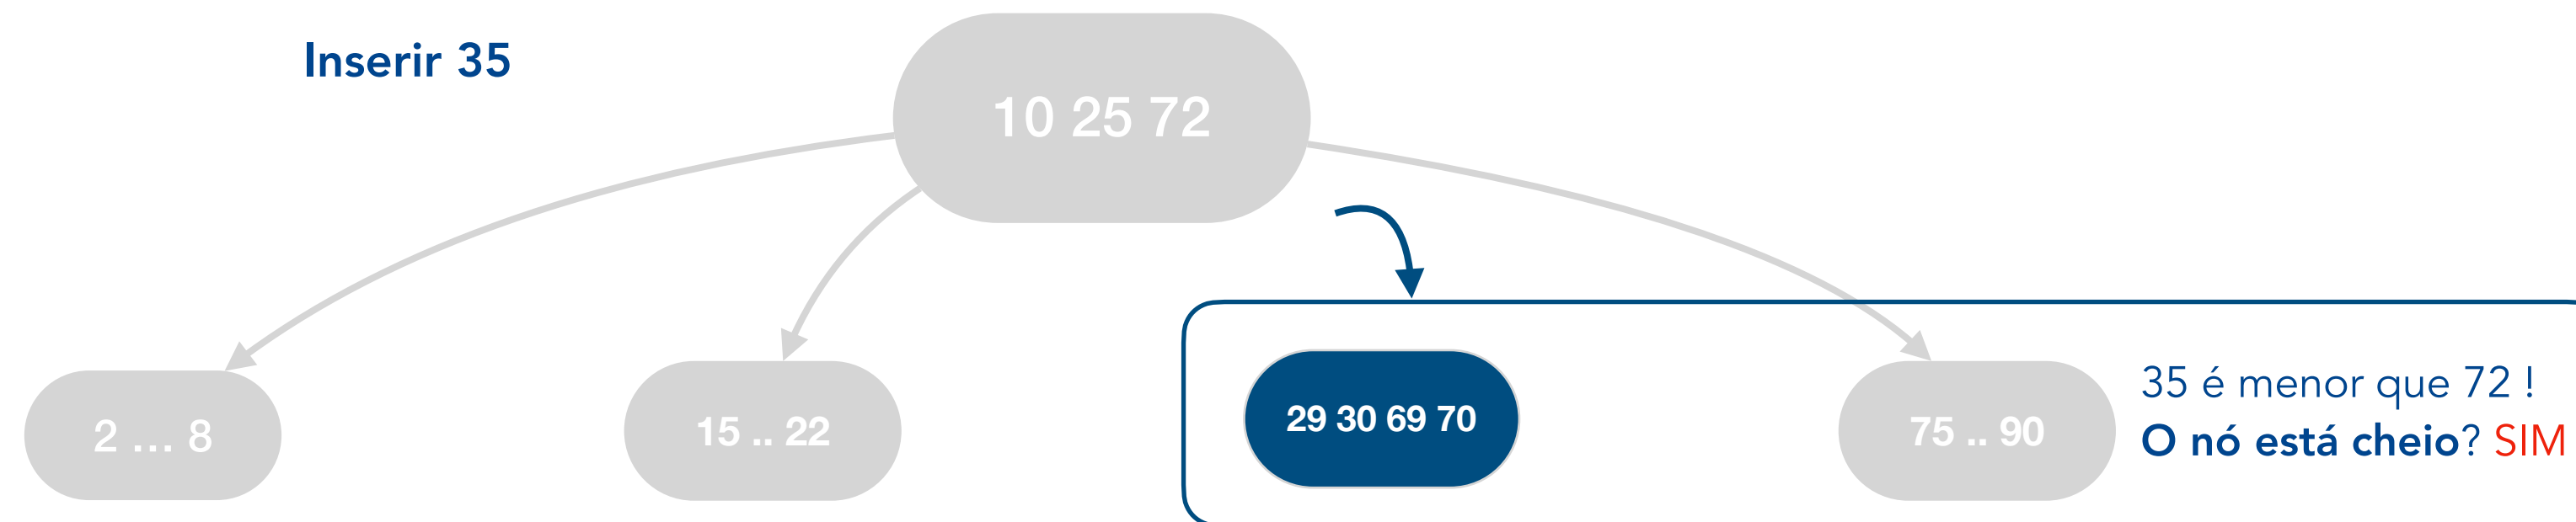 Inserir 35
10 25 72
2 ... 8
15 .. 22
29 30 69 70
75 .. 90
35 é menor que 72 !
O nó está cheio? SIM